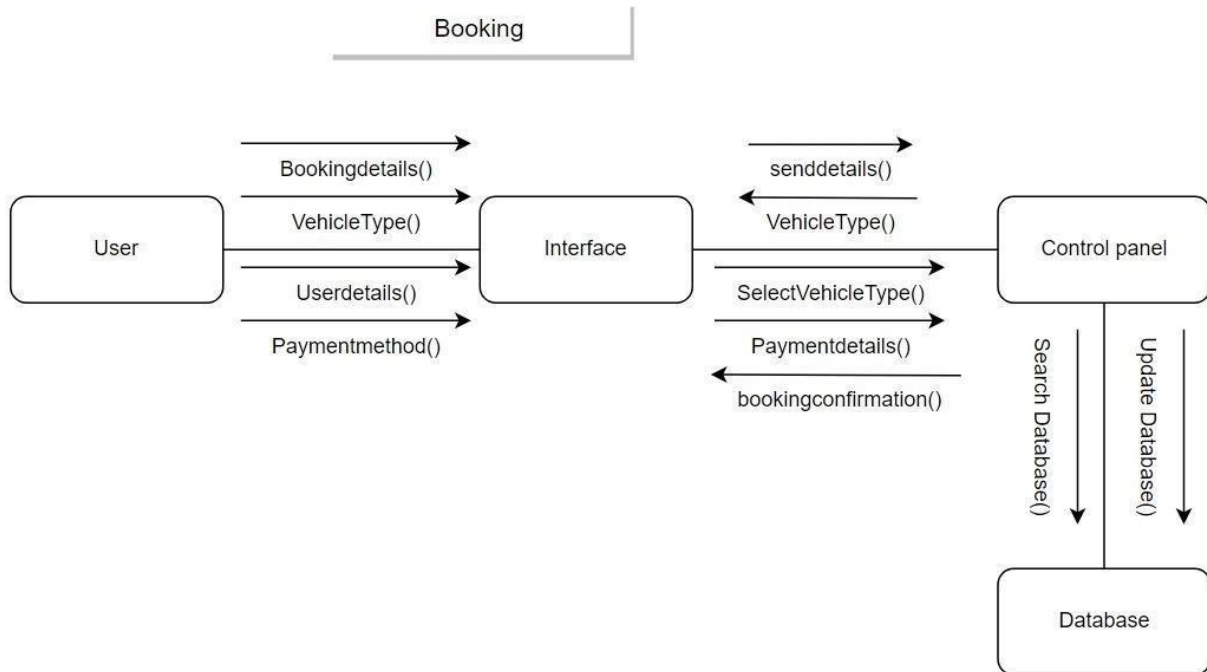 Booking
Bookingdetails()
senddetails()
VehicleType()
VehicleType()
User
Interface
Control panel
Userdetails()
SelectVehicleType()
Paymentmethod()
Paymentdetails()
bookingconfirmation()
Search Database()
Update Database()
Database